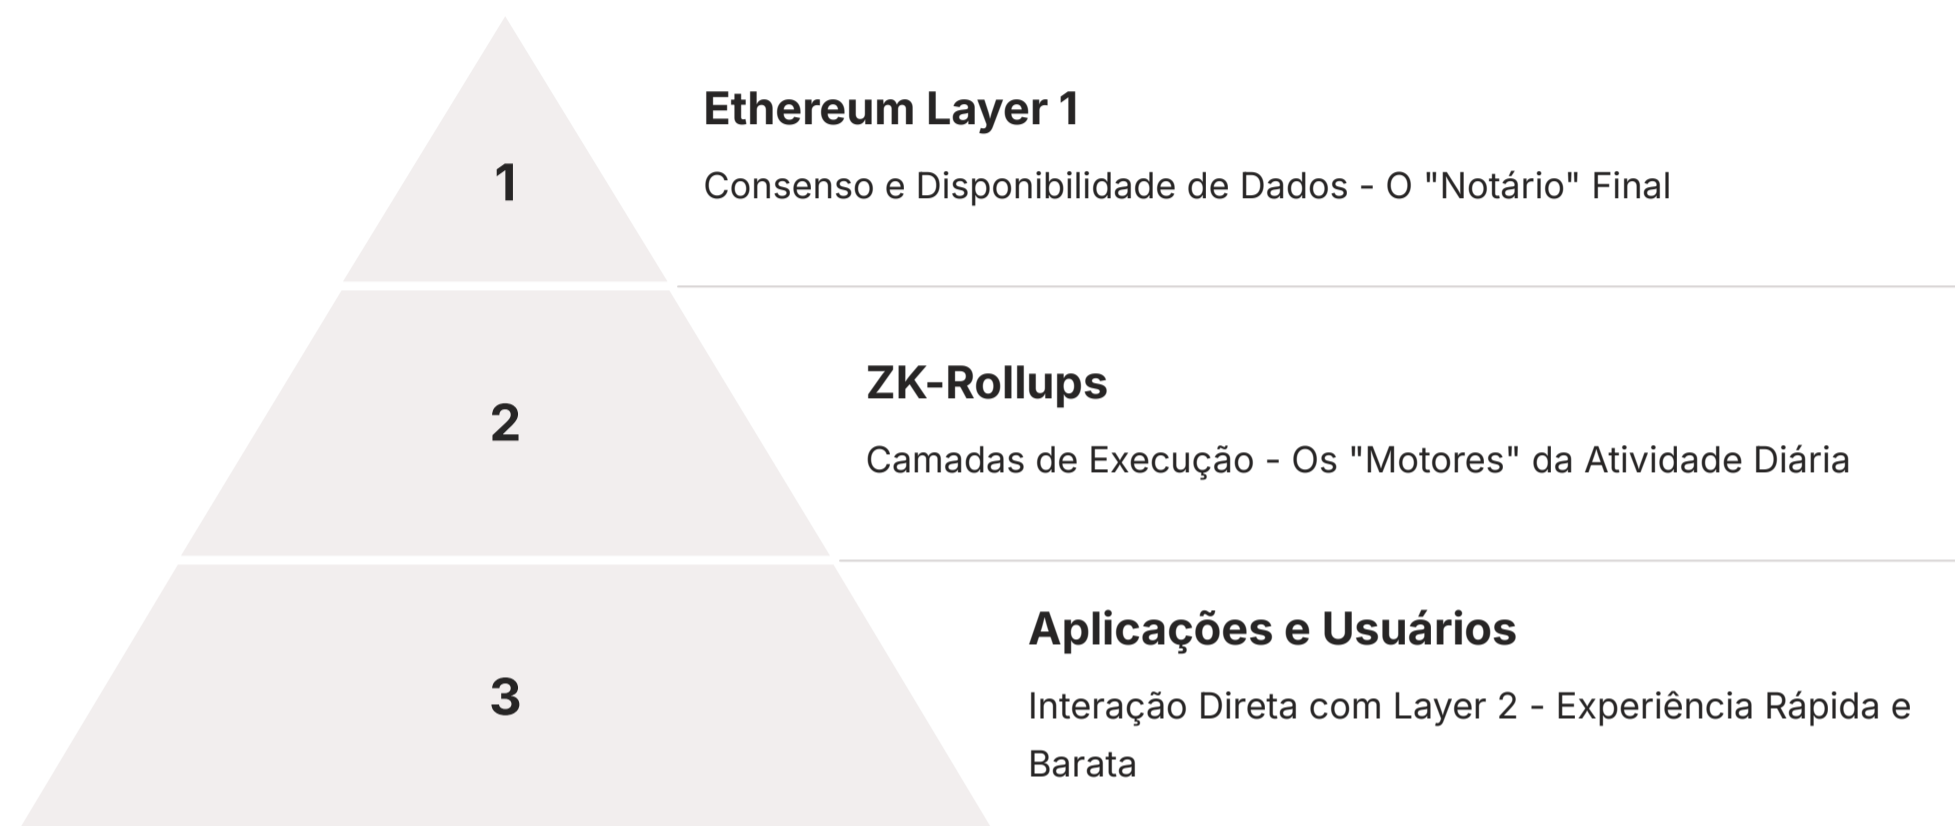 1
Ethereum Layer 1
Consenso e Disponibilidade de Dados - O "Notário" Final
2
ZK-Rollups
Camadas de Execução - Os "Motores" da Atividade Diária
3
Aplicações e Usuários
Interação Direta com Layer 2 - Experiência Rápida e
Barata